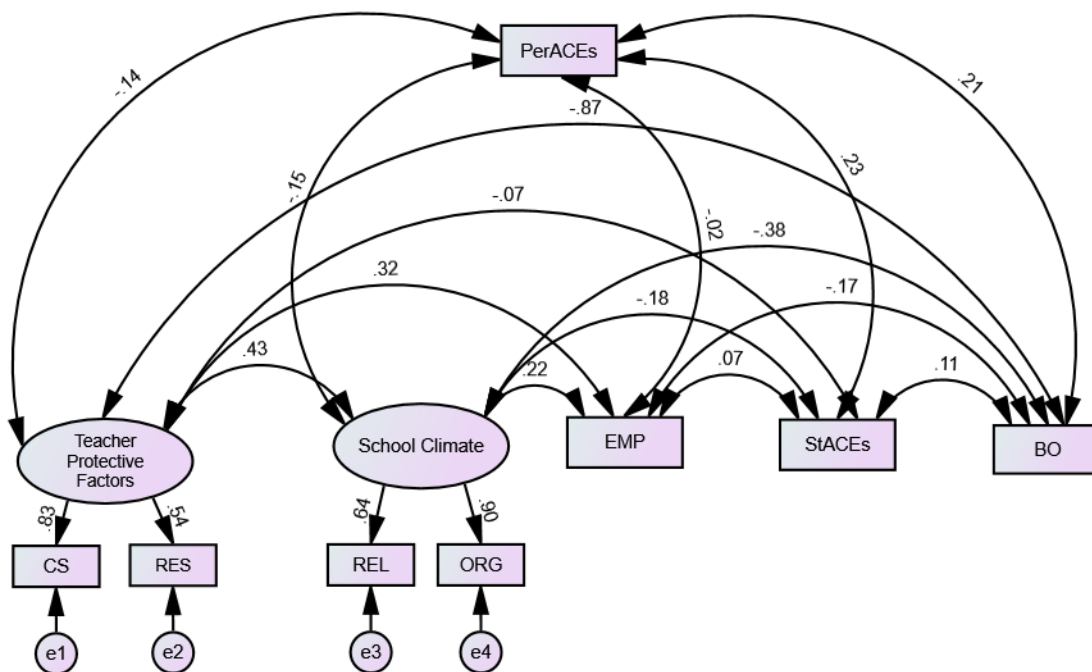 PerACEs
-.14
.21
-.87
-.15
.23
-.07
-.02
-.38
.32
-.17
-.18
.43
.22
.07
.11
Teacher
Protective
Factors
School Climate
EMP
StACEs
BO
.83
.54
.64
.90
CS
RES
REL
ORG
e1
e2
e3
e4